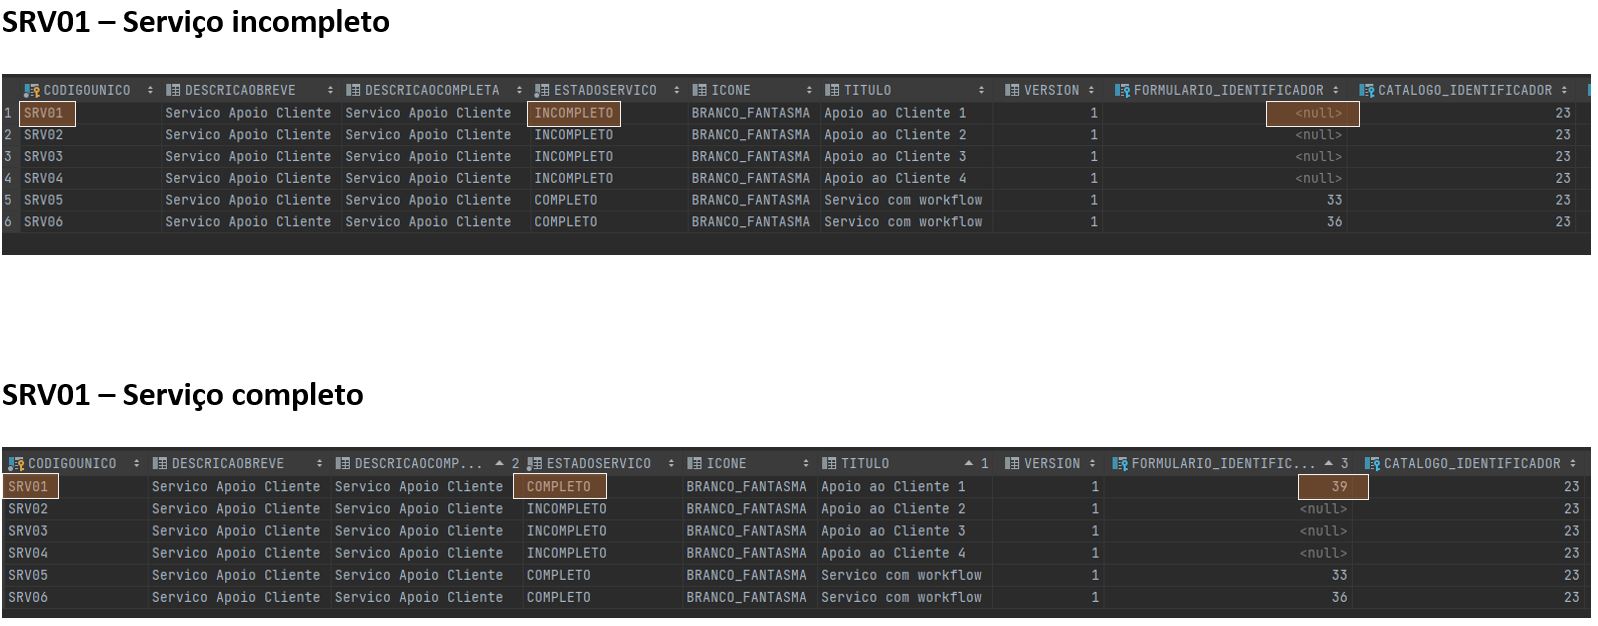 SRV01 – Serviço incompleto
CODIGOUNICO DESCRICAOBREVE DESCRICAOCOMPLETA ESTADOSERVICO ICONE TITULO VERSION FORMULARIO_IDENTIFICADOR CATALOGO_IDENTIFICADOR
1 SRV01 Servico Apoio Cliente Servico Apoio Cliente INCOMPLETO BRANCO_FANTASMA Apoio ao Cliente 1 1 <null> 23
2 SRV02 Servico Apoio Cliente Servico Apoio Cliente INCOMPLETO BRANCO_FANTASMA Apoio ao Cliente 2 1 <null> 23
3 SRV03 Servico Apoio Cliente Servico Apoio Cliente INCOMPLETO BRANCO_FANTASMA Apoio ao Cliente 3 1 <null> 23
4 SRV04 Servico Apoio Cliente Servico Apoio Cliente INCOMPLETO BRANCO_FANTASMA Apoio ao Cliente 4 1 <null> 23
5 SRV05 Servico Apoio Cliente Servico Apoio Cliente COMPLETO BRANCO_FANTASMA Servico com workflow 1 33 23
6 SRV06 Servico Apoio Cliente Servico Apoio Cliente COMPLETO BRANCO_FANTASMA Servico com workflow 1 36 23
SRV01 – Serviço completo
CODIGOUNICO DESCRICAOBREVE DESCRICAOCOMP... 2 ESTADOSERVICO ICONE TITULO 1 VERSION FORMULARIO_IDENTIFIC... 3 CATALOGO_IDENTIFICADOR
SRV01 Servico Apoio Cliente Servico Apoio Cliente COMPLETO BRANCO_FANTASMA Apoio ao Cliente 1 1 39 23
SRV02 Servico Apoio Cliente Servico Apoio Cliente INCOMPLETO BRANCO_FANTASMA Apoio ao Cliente 2 1 <null> 23
SRV03 Servico Apoio Cliente Servico Apoio Cliente INCOMPLETO BRANCO_FANTASMA Apoio ao Cliente 3 1 <null> 23
SRV04 Servico Apoio Cliente Servico Apoio Cliente INCOMPLETO BRANCO_FANTASMA Apoio ao Cliente 4 1 <null> 23
SRV05 Servico Apoio Cliente Servico Apoio Cliente COMPLETO BRANCO_FANTASMA Servico com workflow 1 33 23
SRV06 Servico Apoio Cliente Servico Apoio Cliente COMPLETO BRANCO_FANTASMA Servico com workflow 1 36 23